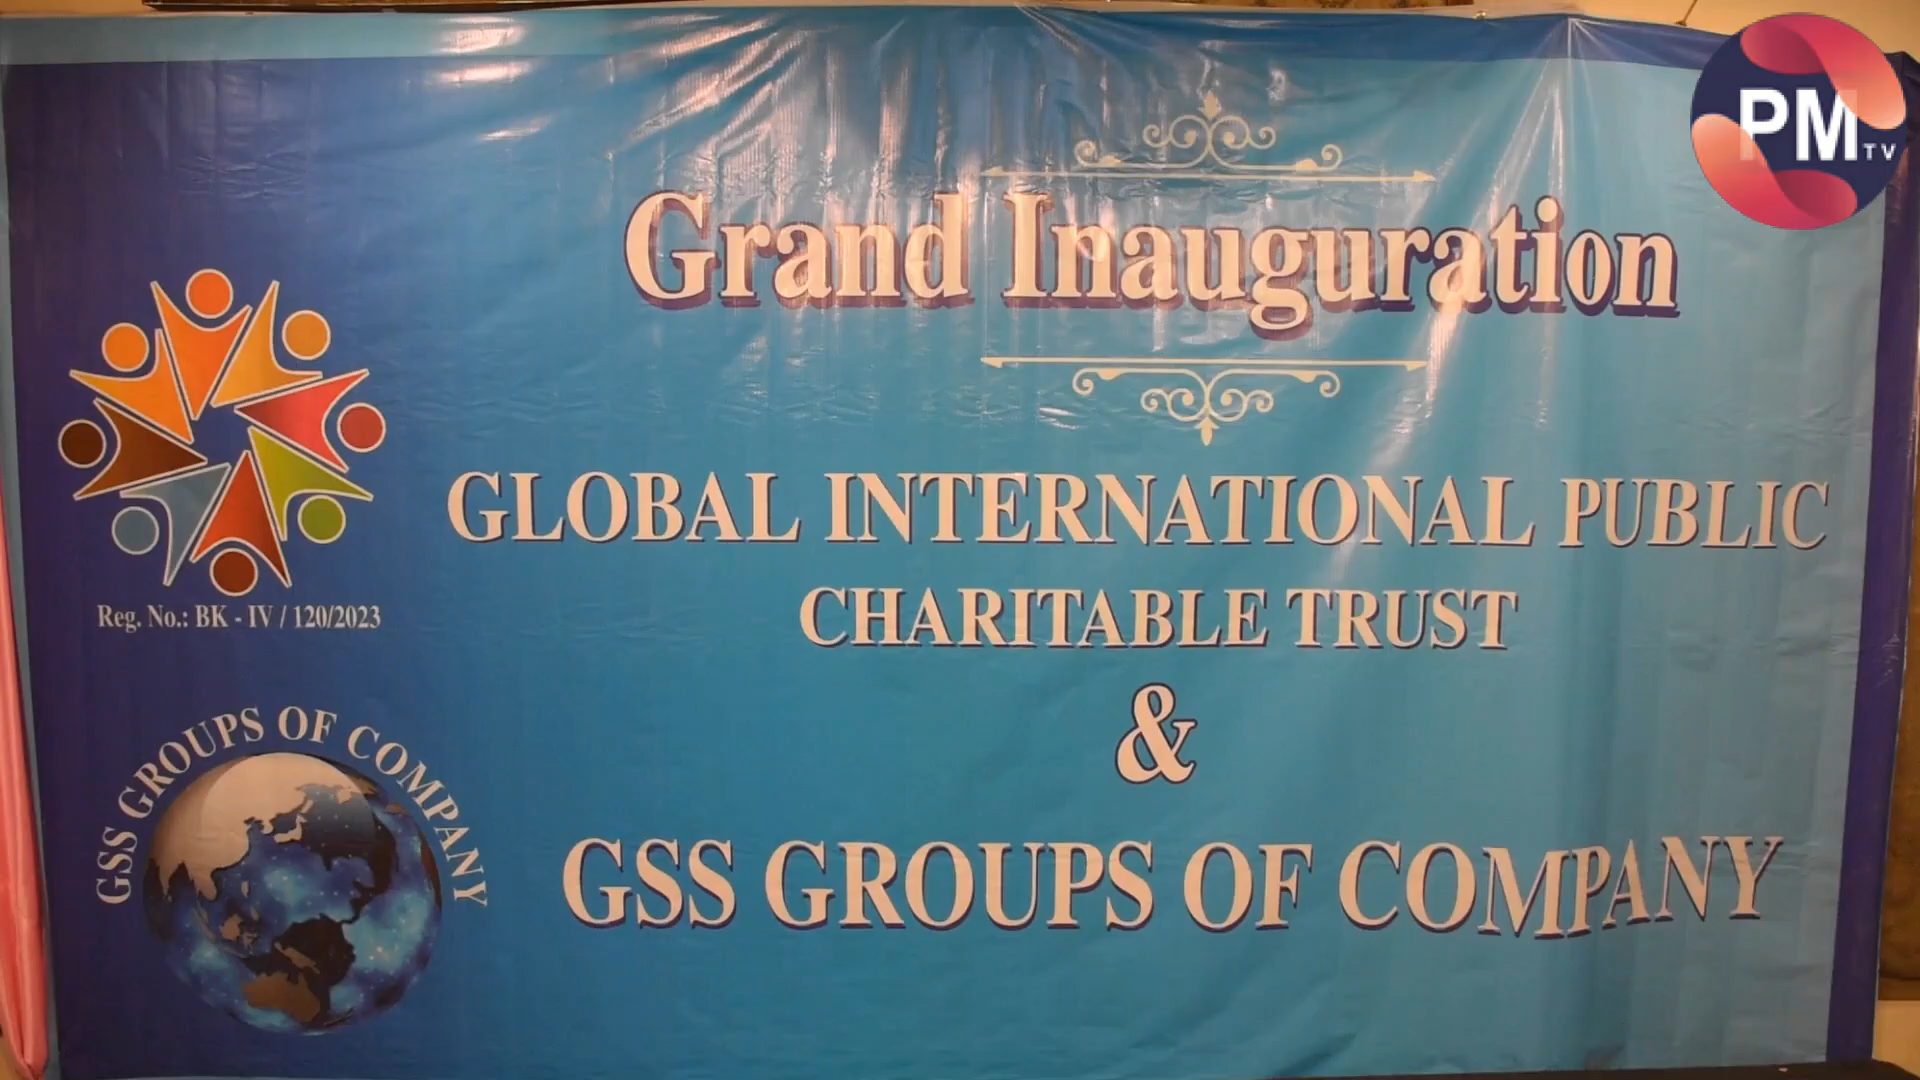 PM TV
Grand Inauguration
GLOBAL INTERNATIONAL PUBLIC
CHARITABLE TRUST
&
GSS GROUPS OF COMPANY
Reg. No.: BK - IV / 120/2023
GSS GROUPS OF COMPANY